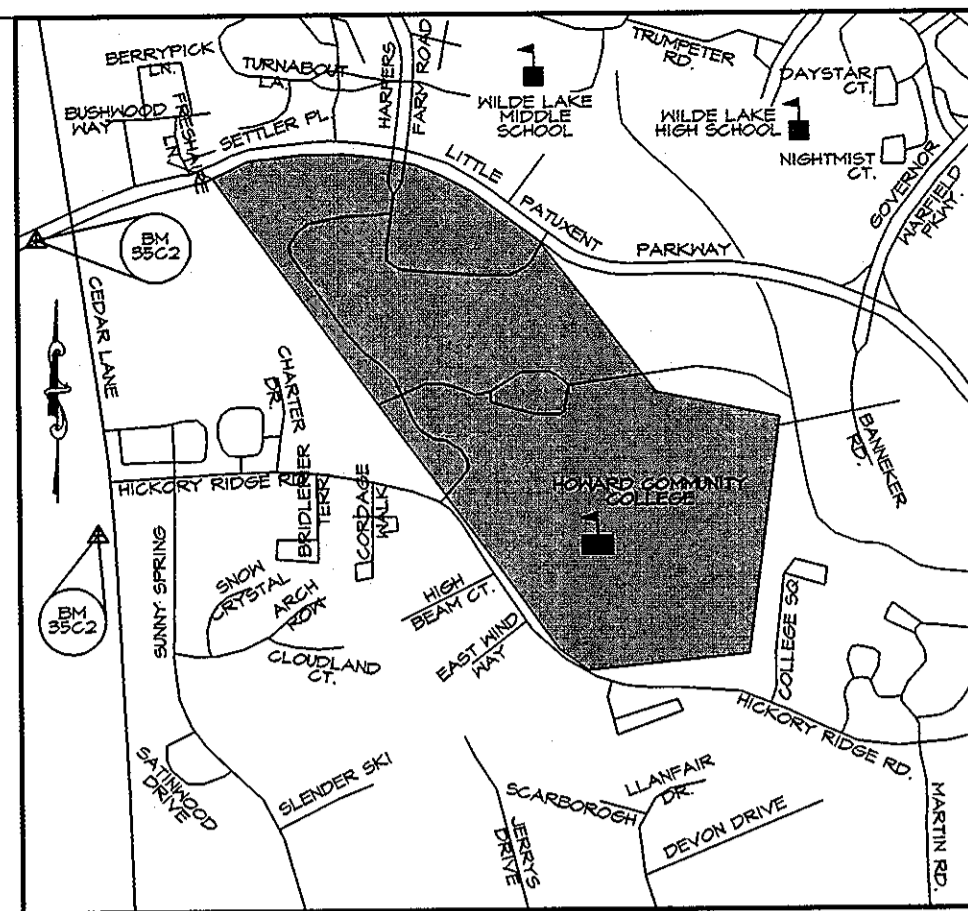 BERRYPICK
LN.
BUSHWOOD
WAY
FRESHAIRE
LN
TURNABOUT
LA.
SETTLER PL
HARPERS
FARM ROAD
WILDE LAKE
MIDDLE
SCHOOL
TRUMPETER
RD.
WILDE LAKE
HIGH SCHOOL
DAYSTAR
CT.
NIGHTMIST
CT.
GOVERNOR
WARFIELD
PKWY.
LITTLE
PATUXENT
PARKWAY
BM
35C2
CEDAR LANE
CHARTER
DR.
HICKORY RIDGE RD.
BRIDLERER
TERR
CORDAGE
WALK
BANNEKER
RD.
HOWARD COMMUNITY
COLLEGE
BM
35C2
SUNNY SPRING
SNOW
CRYSTAL
ARCH
ROW
CLOUDLAND
CT.
HIGH
BEAM CT.
EAST WIND
WAY
COLLEGE SQ
HICKORY RIDGE RD.
SATINWOOD
DRIVE
SLENDER SKI
JERRYS
DRIVE
SCARBOROGH
LLANFAIR
DR.
DEVON DRIVE
MARTIN RD.